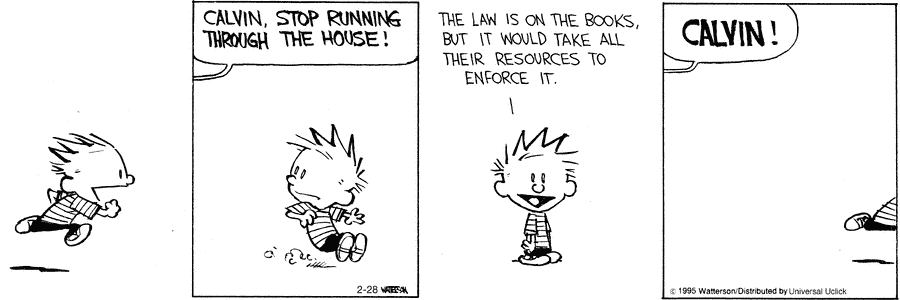 CALVIN, STOP RUNNING
THROUGH THE HOUSE!
2-28 WATTERSON
THE LAW IS ON THE BOOKS,
BUT IT WOULD TAKE ALL
THEIR RESOURCES TO
ENFORCE IT.
CALVIN!
© 1995 Watterson/Distributed by Universal Uclick